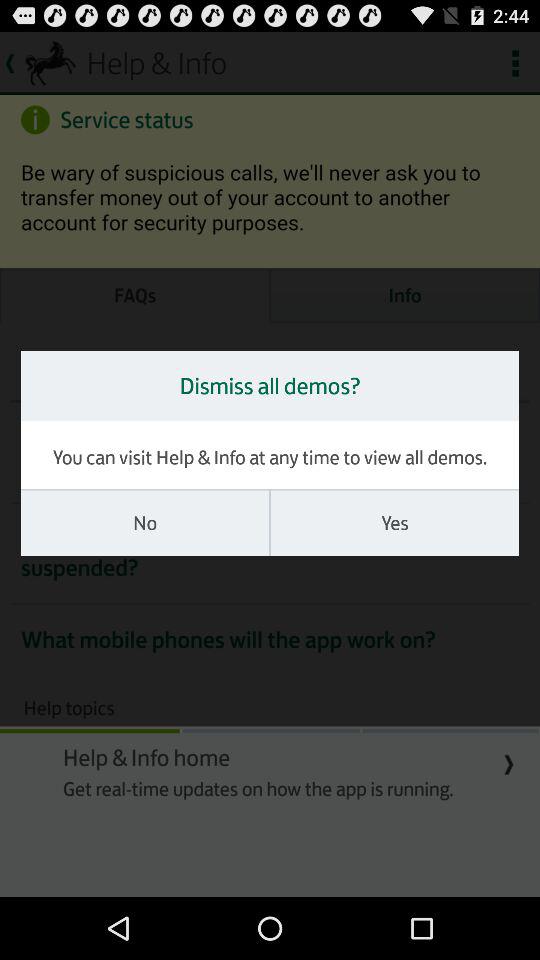 2:44
Help & Info
Service status
Be wary of suspicious calls, we'll never ask you to
transfer money out of your account to another
account for security purposes.
FAQs
Info
Dismiss all demos?
You can visit Help & Info at any time to view all demos.
No
Yes
suspended?
What mobile phones will the app work on?
Help topics
Help & Info home
Get real-time updates on how the app is running.